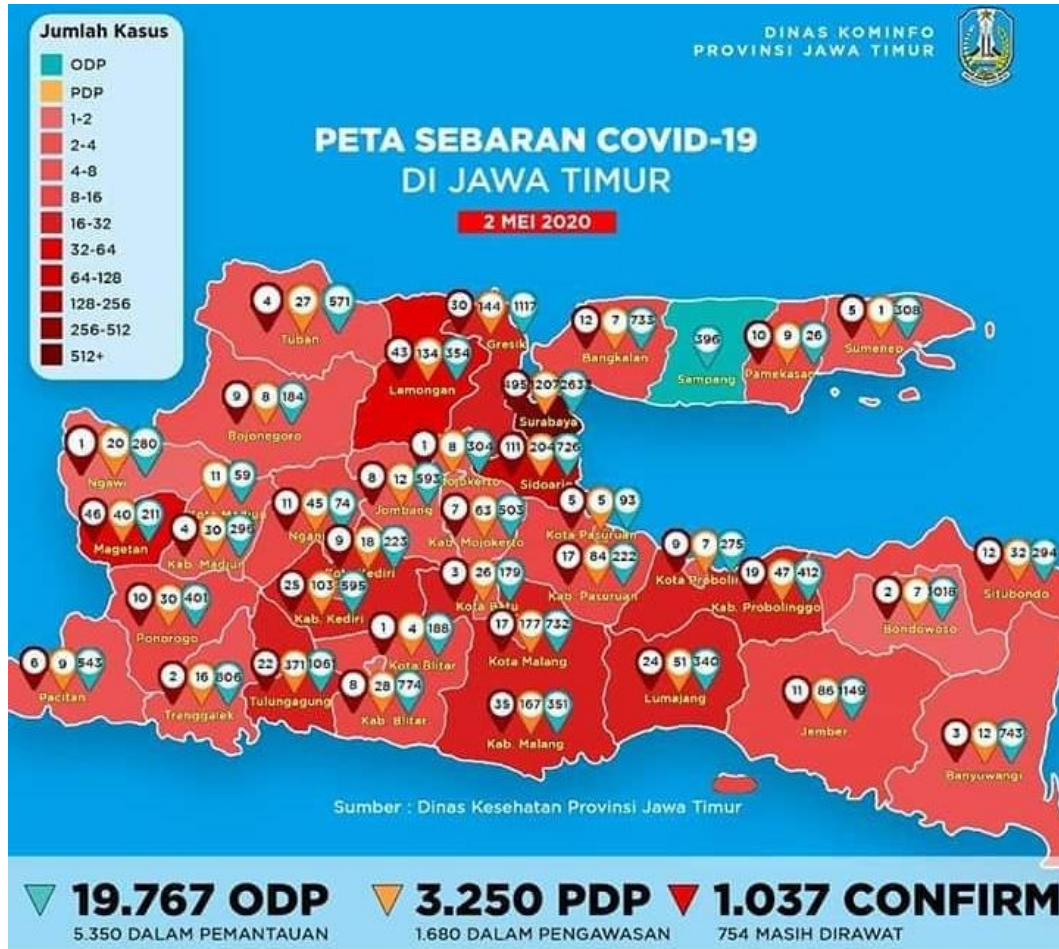 Jumlah Kasus
ODP
PDP
1-2
2-4
4-8
8-16
16-32
32-64
64-128
128-256
256-512
512+
DINAS KOMINFO
PROVINSI JAWA TIMUR
PETA SEBARAN COVID-19
DI JAWA TIMUR
2 MEI 2020
4 27 571
Tuban
30 144 1117
Gresik
12 7 733
Bangkalan
396
Sampang
10 9 26
5 1 308
Sumenep
43 134 354
Lamongan
495 1207
Surabaya
9 8 184
Bojonegoro
1 8 304
111 204 726
1 20 280
Ngawi
11 59
8 12 593
Jombang
11 45 74
7 63 503
Kab. Mojokerto
5 5 93
Kota Pasuruan
46 40 211
Magetan
4 30 296
Kab. Madiun
9 18 223
17 84 222
Kab. Pasuruan
9 7 275
19 47 412
Kab. Probolinggo
12 32 294
Situbondo
25 103 595
Kab. Kediri
3 26 179
Kota Batu
10 30 401
Ponorogo
2 7 1018
Bondowoso
1 4 188
Kota Blitar
17 177 732
Kota Malang
6 9 543
Pacitan
2 16 806
Trenggalek
22 371 1061
Tulungagung
8 28 774
Kab. Blitar
35 167 351
Kab. Malang
24 51 340
Lumajang
11 86 1149
Jember
3 12 743
Banyuwangi
Sumber : Dinas Kesehatan Provinsi Jawa Timur
19.767 ODP
5.350 DALAM PEMANTAUAN
3.250 PDP
1.680 DALAM PENGAWASAN
1.037 CONFIRM
754 MASIH DIRAWAT